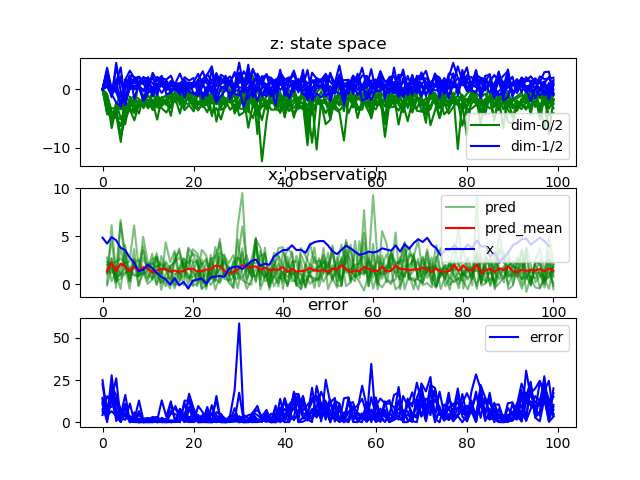 z: state space
0
−10
dim-0/2
dim-1/2
0 20 40 60 80 100
x: observation
10
5
0
pred
pred_mean
x
0 20 40 60 80 100
error
50
25
0
error
0 20 40 60 80 100